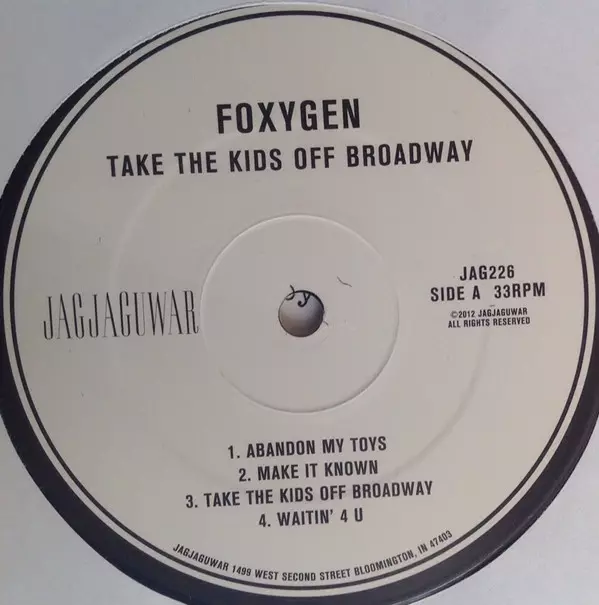 FOXYGEN
TAKE THE KIDS OFF BROADWAY
JAGJAGUWAR
JAG226
SIDE A 33RPM
©2012 JAGJAGUWAR
ALL RIGHTS RESERVED
1. ABANDON MY TOYS
2. MAKE IT KNOWN
3. TAKE THE KIDS OFF BROADWAY
4. WAITIN' 4 U
JAGJAGUWAR 1499 WEST SECOND STREET BLOOMINGTON, IN 47403